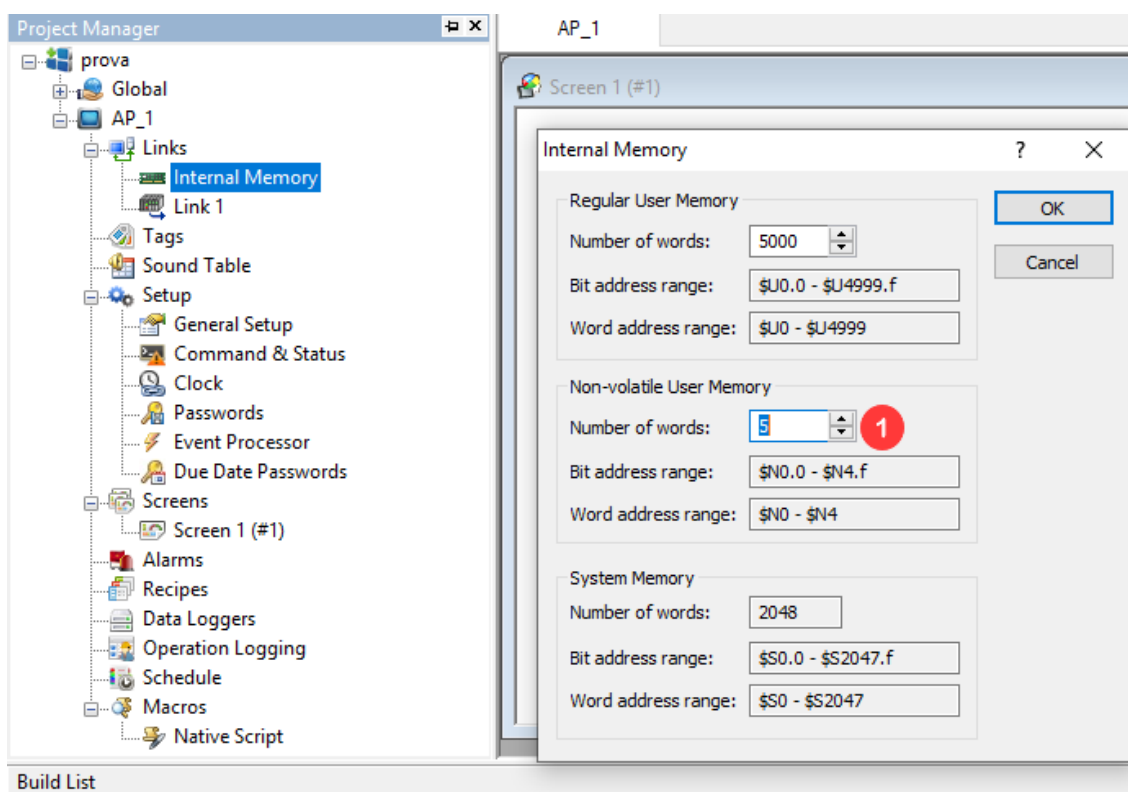 Project Manager
prova
Global
AP_1
Links
Internal Memory
Link 1
Tags
Sound Table
Setup
General Setup
Command & Status
Clock
Passwords
Event Processor
Due Date Passwords
Screens
Screen 1 (#1)
Alarms
Recipes
Data Loggers
Operation Logging
Schedule
Macros
Native Script
Build List
AP_1
Screen 1 (#1)
Internal Memory ?
Regular User Memory
Number of words: 5000
Bit address range: $U0.0 - $U4999.f
Word address range: $U0 - $U4999
Non-volatile User Memory
Number of words: 5 1
Bit address range: $N0.0 - $N4.f
Word address range: $N0 - $N4
System Memory
Number of words: 2048
Bit address range: $S0.0 - $S2047.f
Word address range: $S0 - $S2047
OK
Cancel